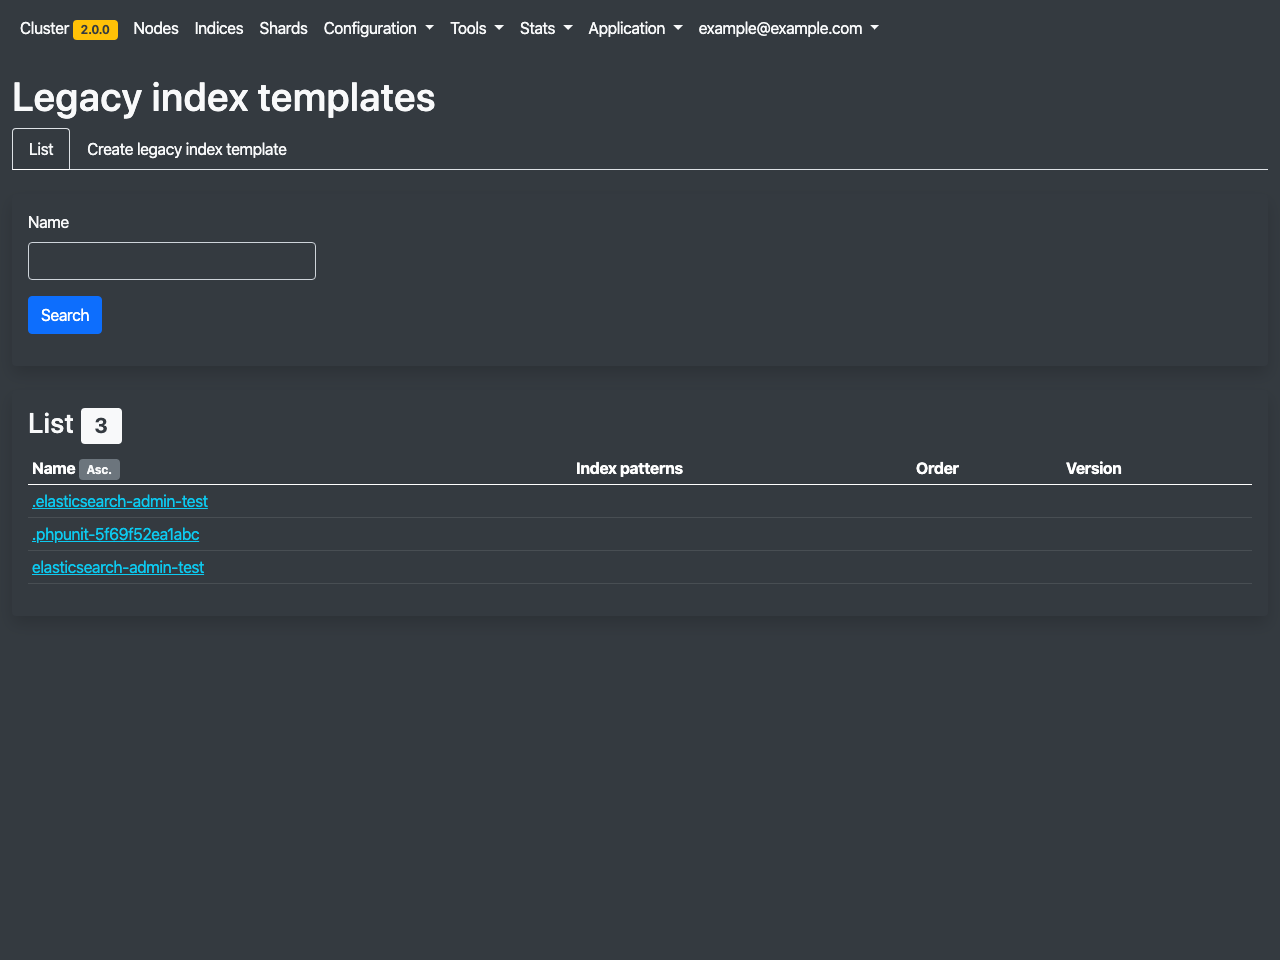 Cluster 2.0.0 Nodes Indices Shards Configuration Tools Stats Application example@example.com
Legacy index templates
List Create legacy index template
Name
Search
List 3
Name Asc. Index patterns Order Version
.elasticsearch-admin-test
.phpunit-5f69f52ea1abc
elasticsearch-admin-test